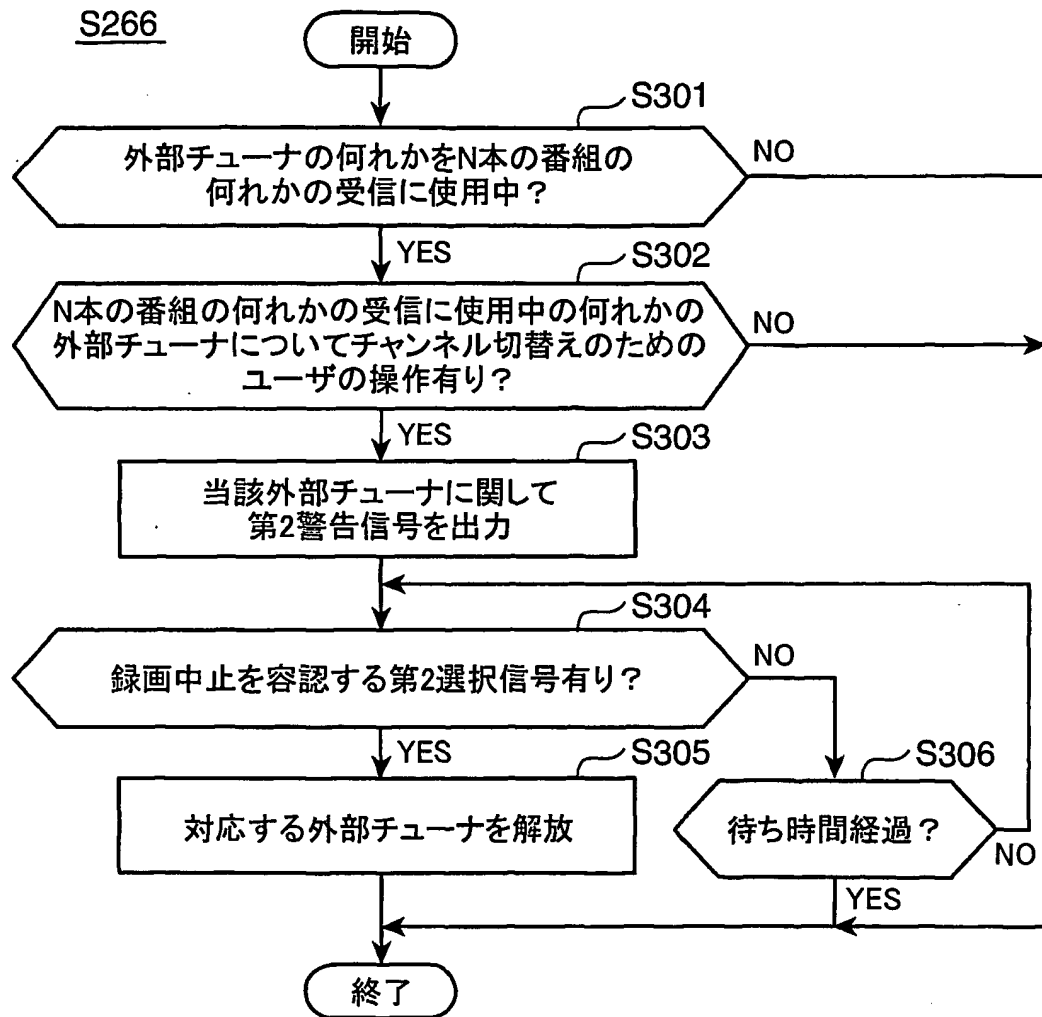 S266
開始
S301
外部チューナの何れかをN本の番組の
何れかの受信に使用中？
NO
YES
S302
N本の番組の何れかの受信に使用中の何れかの
外部チューナについてチャンネル切替えのための
ユーザの操作有り？
NO
YES
S303
当該外部チューナに関して
第2警告信号を出力
S304
録画中止を容認する第2選択信号有り？
NO
YES
S305
対応する外部チューナを解放
S306
待ち時間経過？
NO
YES
終了